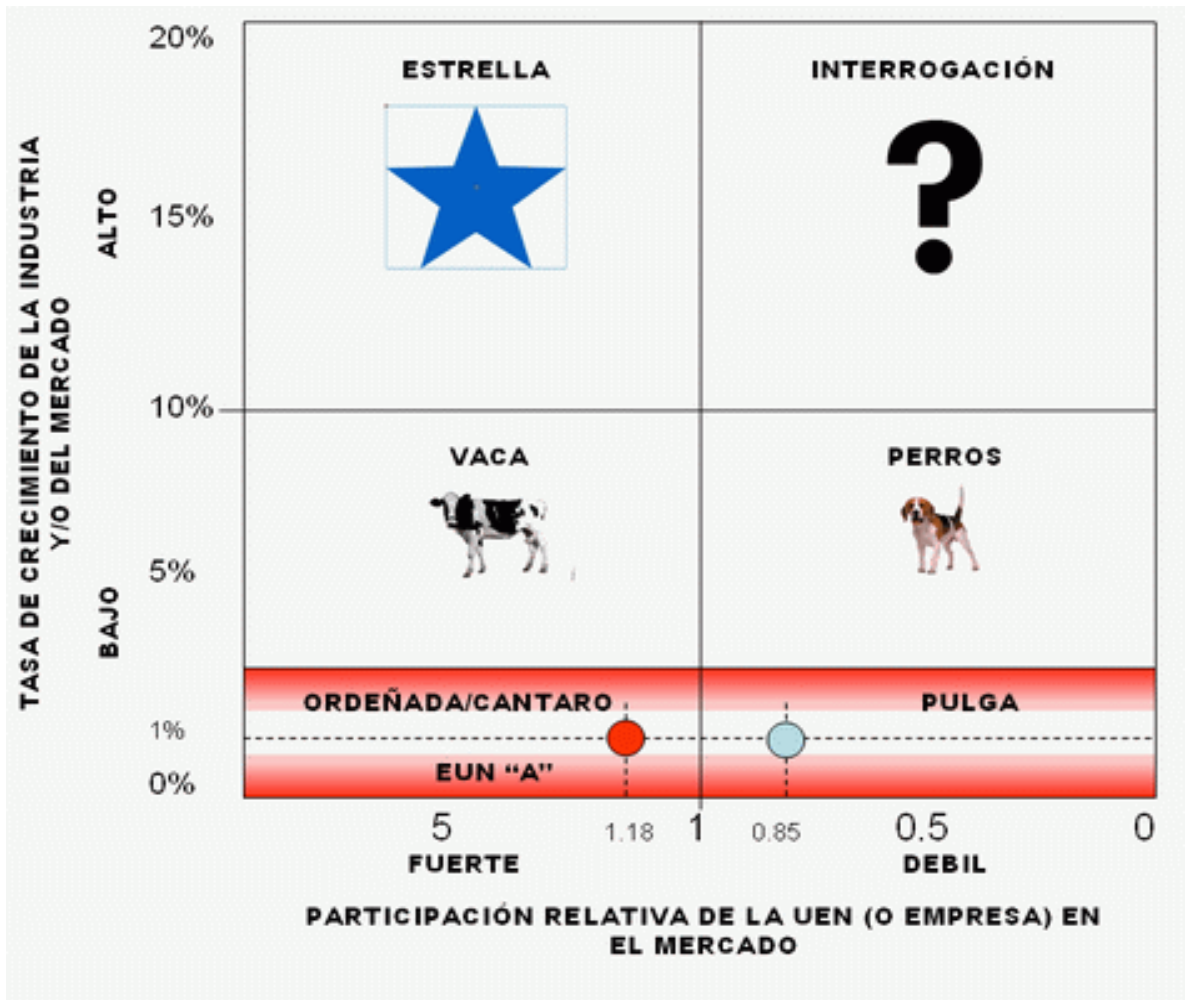 20%
ESTRELLA
INTERROGACIÓN
?
15%
ALTO
TASA DE CRECIMIENTO DE LA INDUSTRIA
Y/O DEL MERCADO
10%
VACA
PERROS
5%
BAJO
ORDEÑADA/CANTARO
PULGA
1%
EUN "A"
0%
5
1.18
1
0.85
0.5
0
FUERTE
DEBIL
PARTICIPACIÓN RELATIVA DE LA UEN (O EMPRESA) EN
EL MERCADO